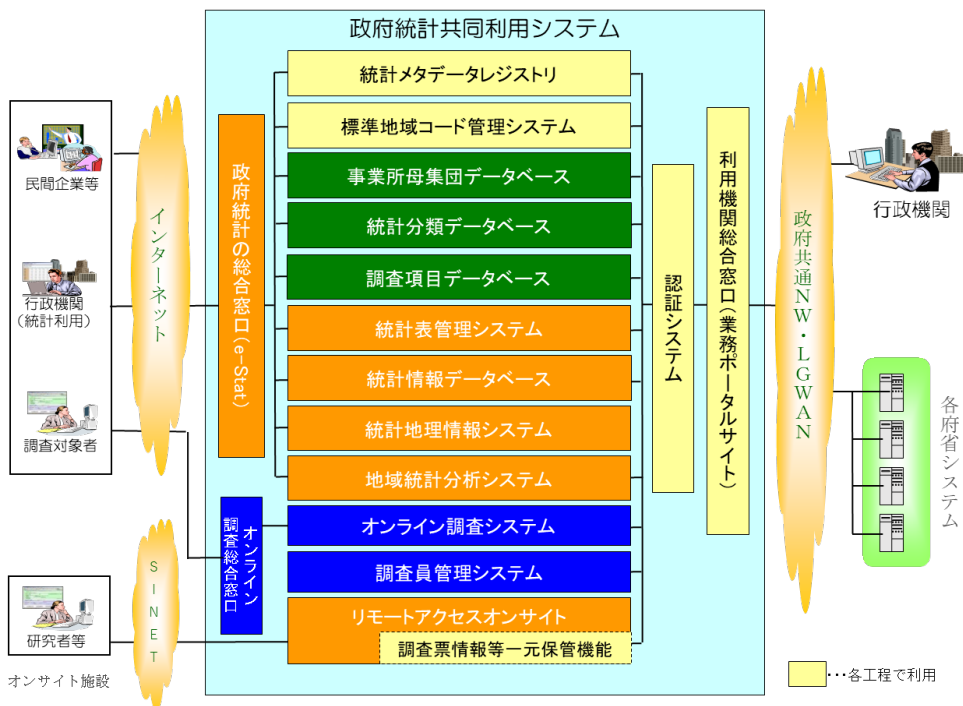 政府統計共同利用システム
統計メタデータレジストリ
標準地域コード管理システム
事業所母集団データベース
統計分類データベース
調査項目データベース
統計表管理システム
統計情報データベース
統計地理情報システム
地域統計分析システム
オンライン調査システム
調査員管理システム
リモートアクセスオンサイト
調査票情報等一元保管機能
民間企業等
行政機関
（統計利用）
調査対象者
研究者等
オンサイト施設
インターネット
SINET
政府統計の総合窓口（e-Stat）
オンライン
調査総合窓口
認証システム
利用機関総合窓口（業務ポータルサイト）
政府共通NW・LGWAN
行政機関
各府省システム
･･･各工程で利用